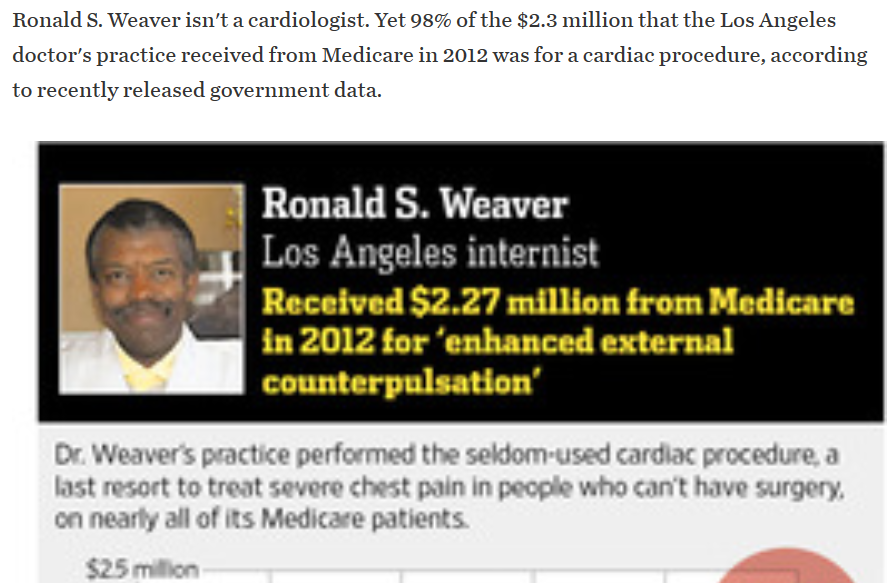 Ronald S. Weaver isn't a cardiologist. Yet 98% of the $2.3 million that the Los Angeles
doctor's practice received from Medicare in 2012 was for a cardiac procedure, according
to recently released government data.
Ronald S. Weaver
Los Angeles internist
Received $2.27 million from Medicare
in 2012 for ‘enhanced external
counterpulsation’
Dr. Weaver's practice performed the seldom-used cardiac procedure, a
last resort to treat severe chest pain in people who can't have surgery,
on nearly all of its Medicare patients.
$2.5 million